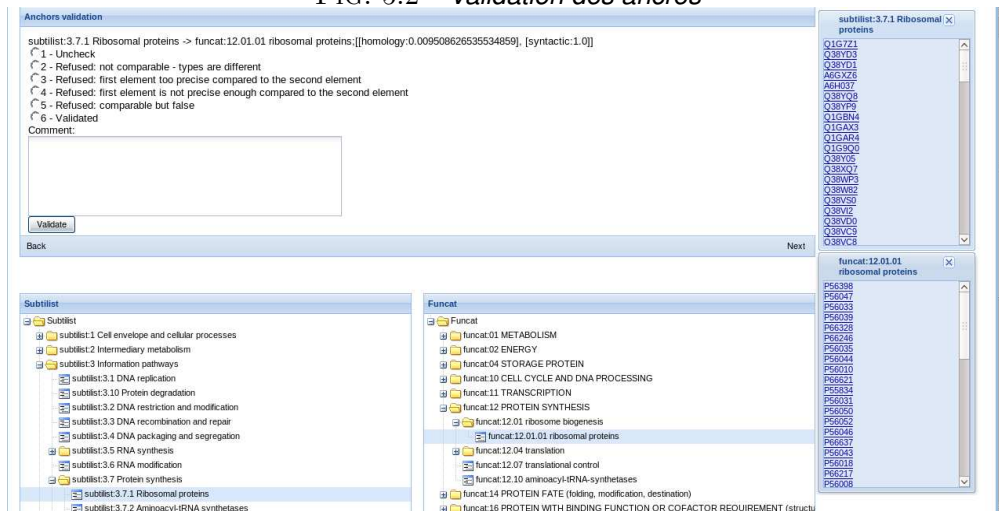 FIG. 5.2 – Validation des ancres
Anchors validation
subtilist:3.7.1 Ribosomal proteins -> funcat:12.01.01 ribosomal proteins;[[homology:0.009508626535534859], [syntactic:1.0]]
1 - Uncheck
2 - Refused: not comparable - types are different
3 - Refused: first element too precise compared to the second element
4 - Refused: first element is not precise enough compared to the second element
5 - Refused: comparable but false
6 - Validated
Comment:
Validate
Back
Next
subtilist:3.7.1 Ribosomal
proteins
Q1G7Z1
Q38YD3
Q38YD1
A6GXZ6
A6H037
Q38YQ8
Q38YP9
Q1GBN4
Q1GAX3
Q1GAR4
Q1G9Q0
Q38Y05
Q38XQ7
Q38WP3
Q38W82
Q38VS0
Q38VI2
Q38VD0
Q38VC9
Q38VC8
funcat:12.01.01
ribosomal proteins
P56398
P56047
P56033
P56039
P66328
P66246
P56035
P56044
P56010
P66621
P55834
P56031
P56050
P56052
P56046
P66637
P56043
P56018
P66217
P56008
Subtilist
Subtilist
subtilist:1 Cell envelope and cellular processes
subtilist:2 Intermediary metabolism
subtilist:3 Information pathways
subtilist:3.1 DNA replication
subtilist:3.10 Protein degradation
subtilist:3.2 DNA restriction and modification
subtilist:3.3 DNA recombination and repair
subtilist:3.4 DNA packaging and segregation
subtilist:3.5 RNA synthesis
subtilist:3.6 RNA modification
subtilist:3.7 Protein synthesis
subtilist:3.7.1 Ribosomal proteins
subtilist:3.7.2 Aminoacyl-tRNA synthetases
Funcat
Funcat
funcat:01 METABOLISM
funcat:02 ENERGY
funcat:04 STORAGE PROTEIN
funcat:10 CELL CYCLE AND DNA PROCESSING
funcat:11 TRANSCRIPTION
funcat:12 PROTEIN SYNTHESIS
funcat:12.01 ribosome biogenesis
funcat:12.01.01 ribosomal proteins
funcat:12.04 translation
funcat:12.07 translational control
funcat:12.10 aminoacyl-tRNA-synthetases
funcat:14 PROTEIN FATE (folding, modification, destination)
funcat:16 PROTEIN WITH BINDING FUNCTION OR COFACTOR REQUIREMENT (structu